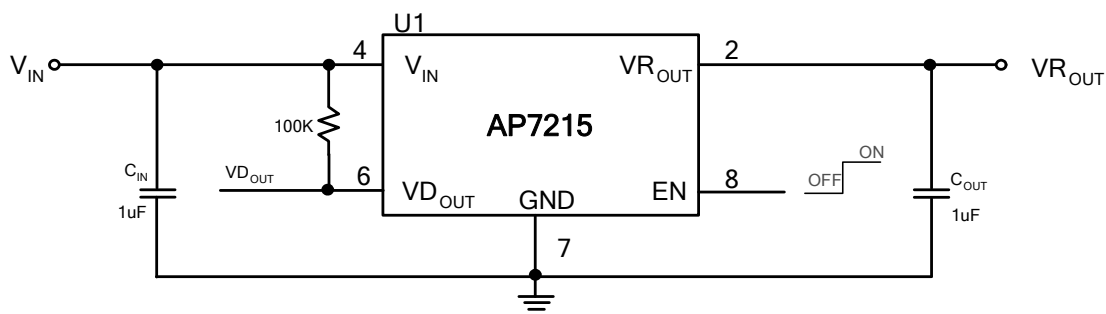 U1
V_IN
4
V_IN
VR_OUT
2
VR_OUT
100K
AP7215
C_IN
1uF
VD_OUT
6
VD_OUT
GND
EN
8
OFF
ON
C_OUT
1uF
7